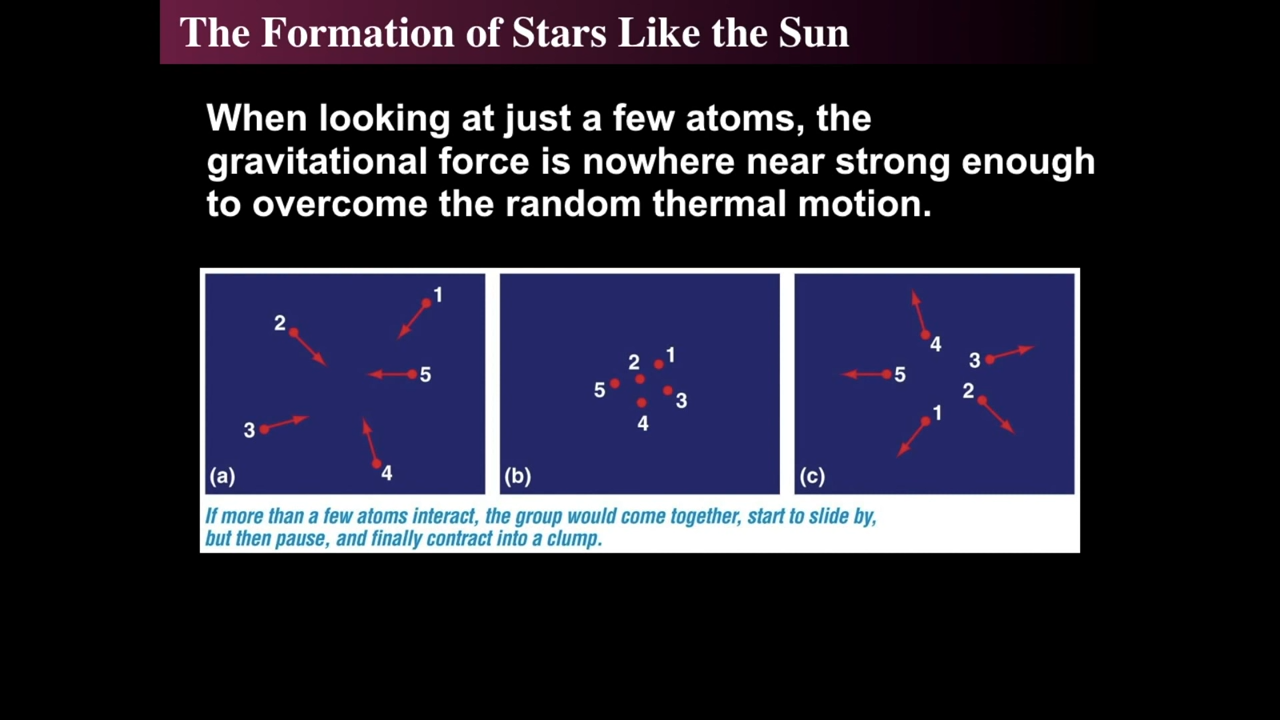 The Formation of Stars Like the Sun
When looking at just a few atoms, the
gravitational force is nowhere near strong enough
to overcome the random thermal motion.
1
2
5
3
4
(a)
2
1
5
3
4
(b)
4
3
5
2
1
(c)
If more than a few atoms interact, the group would come together, start to slide by,
but then pause, and finally contract into a clump.